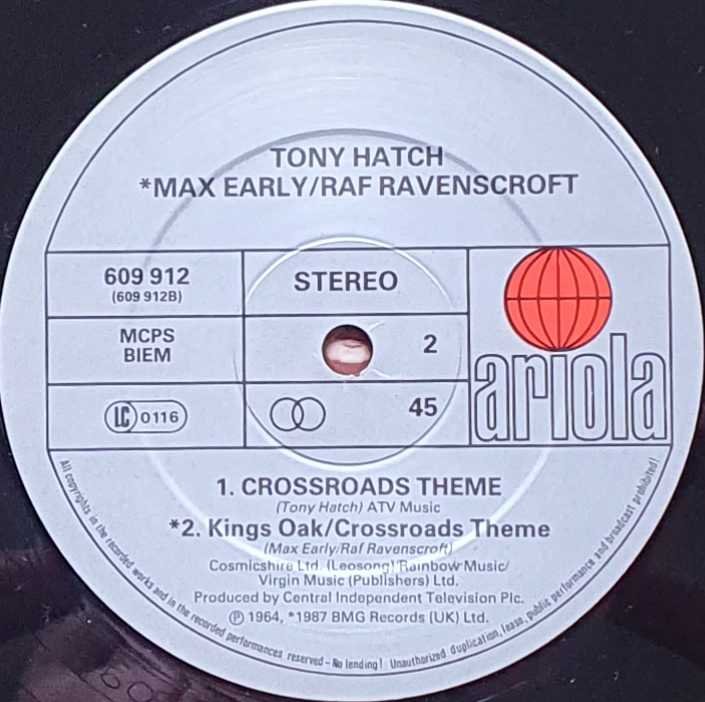 TONY HATCH
*MAX EARLY/RAF RAVENSCROFT
609 912
(609 912B)
STEREO
MCPS
BIEM
2
LC 0116
45
ariola
1. CROSSROADS THEME
(Tony Hatch) ATV Music
*2. Kings Oak/Crossroads Theme
(Max Early/Raf Ravenscroft)
Cosmicshire Ltd. (Leosong)/Rainbow Music/
Virgin Music (Publishers) Ltd.
Produced by Central Independent Television Plc.
Ⓟ 1964, *1987 BMG Records (UK) Ltd.
All copyrights in the recorded works and in the recorded performances reserved – No lending! Unauthorized duplication, lease, public performance and broadcast prohibited!